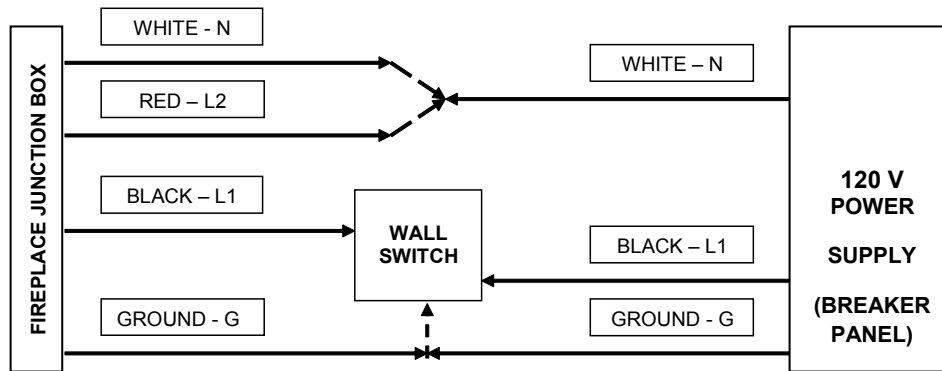 FIREPLACE JUNCTION BOX
WHITE - N
RED – L2
BLACK – L1
GROUND - G
WALL
SWITCH
WHITE – N
BLACK – L1
GROUND - G
120 V
POWER
SUPPLY
(BREAKER
PANEL)